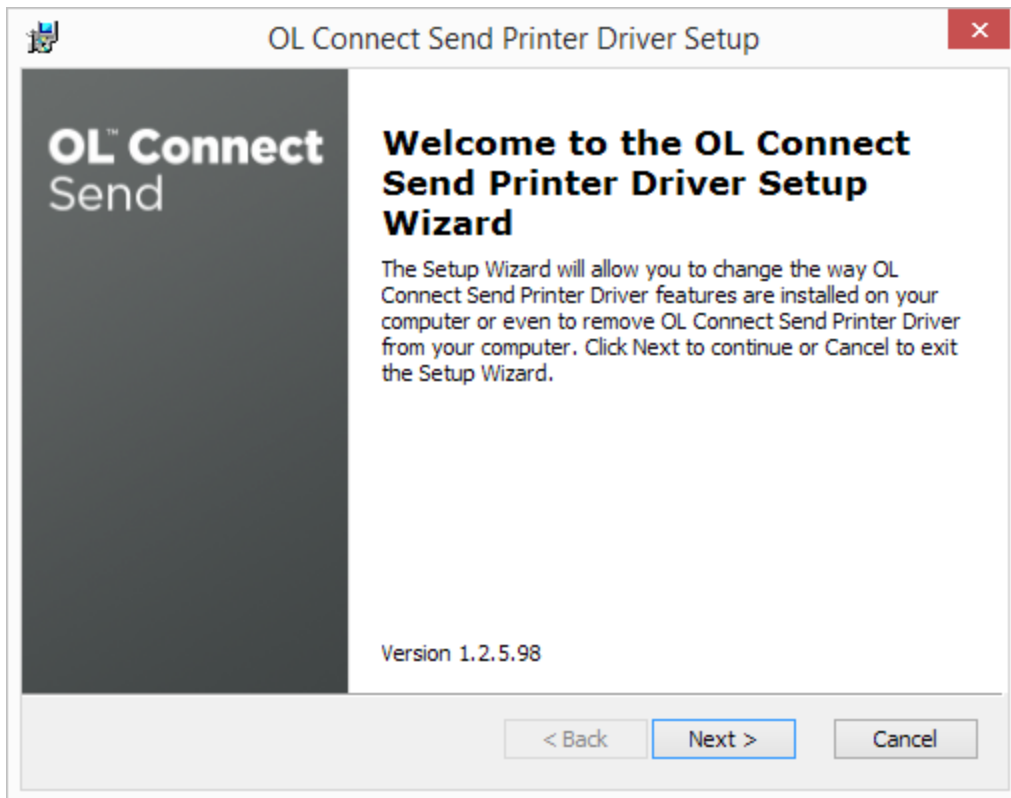 OL Connect Send Printer Driver Setup
OL™ Connect
Send
Welcome to the OL Connect
Send Printer Driver Setup
Wizard
The Setup Wizard will allow you to change the way OL
Connect Send Printer Driver features are installed on your
computer or even to remove OL Connect Send Printer Driver
from your computer. Click Next to continue or Cancel to exit
the Setup Wizard.
Version 1.2.5.98
< Back
Next >
Cancel